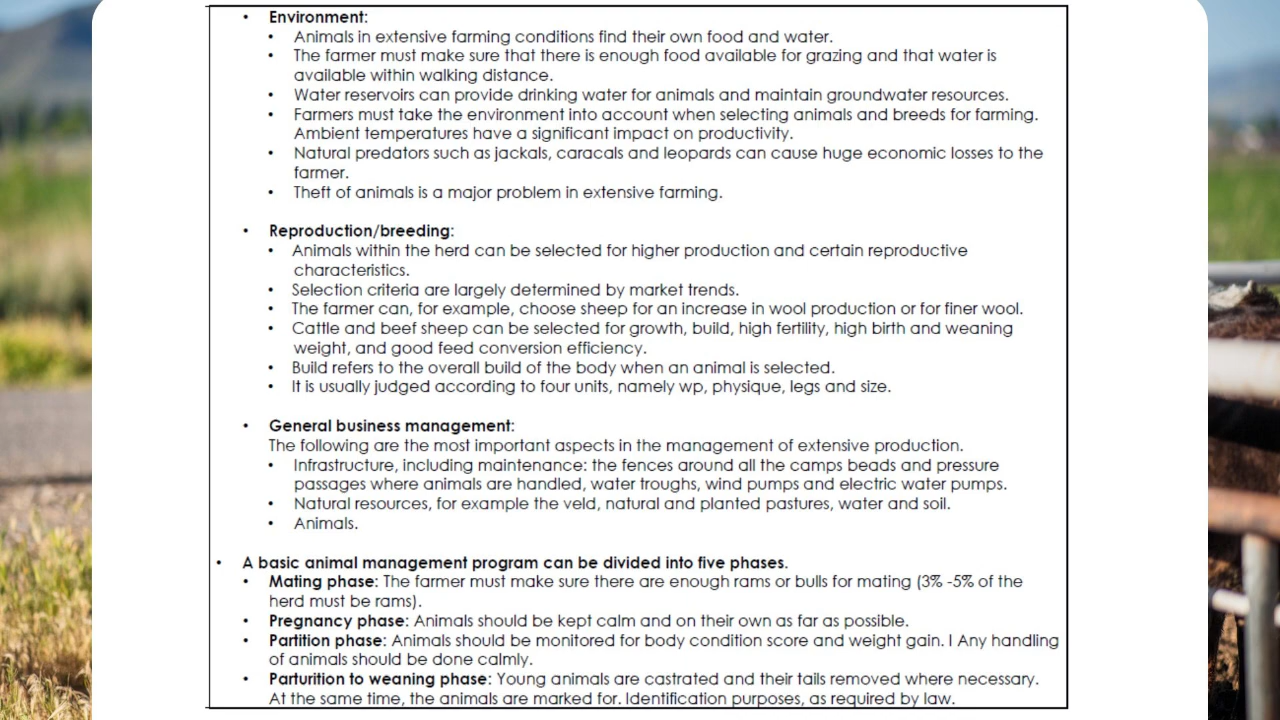 • Environment:
• Animals in extensive farming conditions find their own food and water.
• The farmer must make sure that there is enough food available for grazing and that water is
available within walking distance.
• Water reservoirs can provide drinking water for animals and maintain groundwater resources.
• Farmers must take the environment into account when selecting animals and breeds for farming.
Ambient temperatures have a significant impact on productivity.
• Natural predators such as jackals, caracals and leopards can cause huge economic losses to the
farmer.
• Theft of animals is a major problem in extensive farming.
• Reproduction/breeding:
• Animals within the herd can be selected for higher production and certain reproductive
characteristics.
• Selection criteria are largely determined by market trends.
• The farmer can, for example, choose sheep for an increase in wool production or for finer wool.
• Cattle and beef sheep can be selected for growth, build, high fertility, high birth and weaning
weight, and good feed conversion efficiency.
• Build refers to the overall build of the body when an animal is selected.
• It is usually judged according to four units, namely wp, physique, legs and size.
• General business management:
The following are the most important aspects in the management of extensive production.
• Infrastructure, including maintenance: the fences around all the camps beads and pressure
passages where animals are handled, water troughs, wind pumps and electric water pumps.
• Natural resources, for example the veld, natural and planted pastures, water and soil.
• Animals.
• A basic animal management program can be divided into five phases.
• Mating phase: The farmer must make sure there are enough rams or bulls for mating (3% -5% of the
herd must be rams).
• Pregnancy phase: Animals should be kept calm and on their own as far as possible.
• Partition phase: Animals should be monitored for body condition score and weight gain. I Any handling
of animals should be done calmly.
• Parturition to weaning phase: Young animals are castrated and their tails removed where necessary.
At the same time, the animals are marked for. Identification purposes, as required by law.